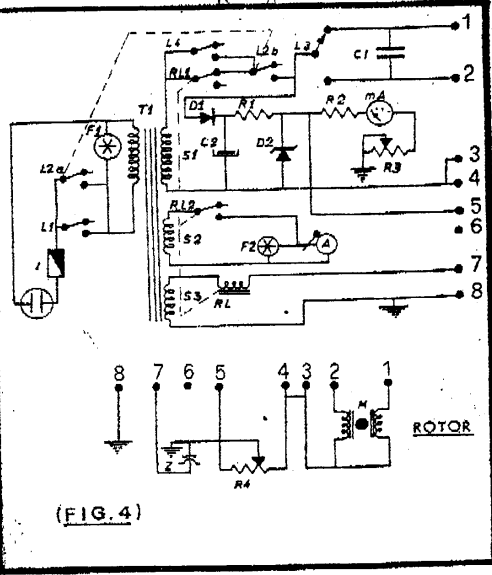 1
L4
L2b
L3
C1
RL1
2
D1
R1
R2
mA
T1
F1
C2
D2
S1
R3
3
L2a
4
RL2
5
L1
S2
6
F2
A
7
S3
RL
8
8 7 6 5 4 3 2 1
M
ROTOR
Z
R4
(FIG. 4)